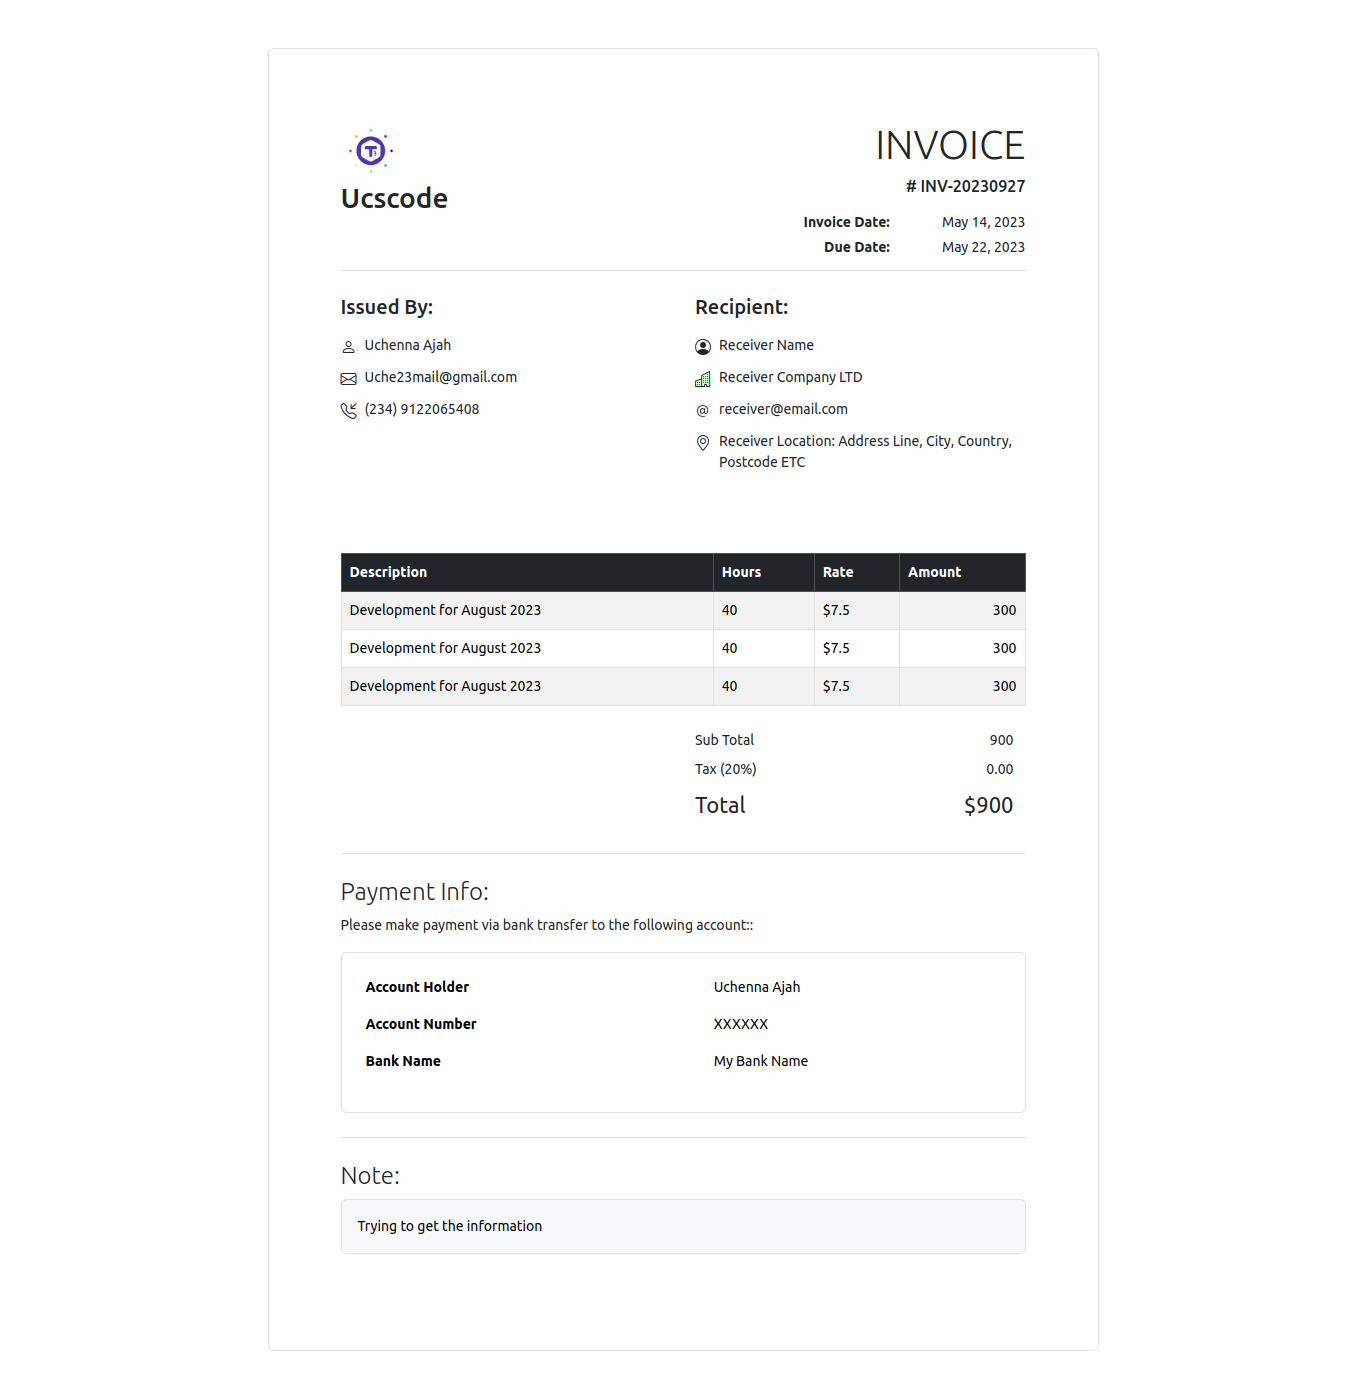 Ucscode
INVOICE
# INV-20230927
Invoice Date: May 14, 2023
Due Date: May 22, 2023
Issued By:
Uchenna Ajah
Uche23mail@gmail.com
(234) 9122065408
Recipient:
Receiver Name
Receiver Company LTD
@ receiver@email.com
Receiver Location: Address Line, City, Country,
Postcode ETC
Description Hours Rate Amount
Development for August 2023 40 $7.5 300
Development for August 2023 40 $7.5 300
Development for August 2023 40 $7.5 300
Sub Total 900
Tax (20%) 0.00
Total $900
Payment Info:
Please make payment via bank transfer to the following account::
Account Holder Uchenna Ajah
Account Number XXXXXX
Bank Name My Bank Name
Note:
Trying to get the information